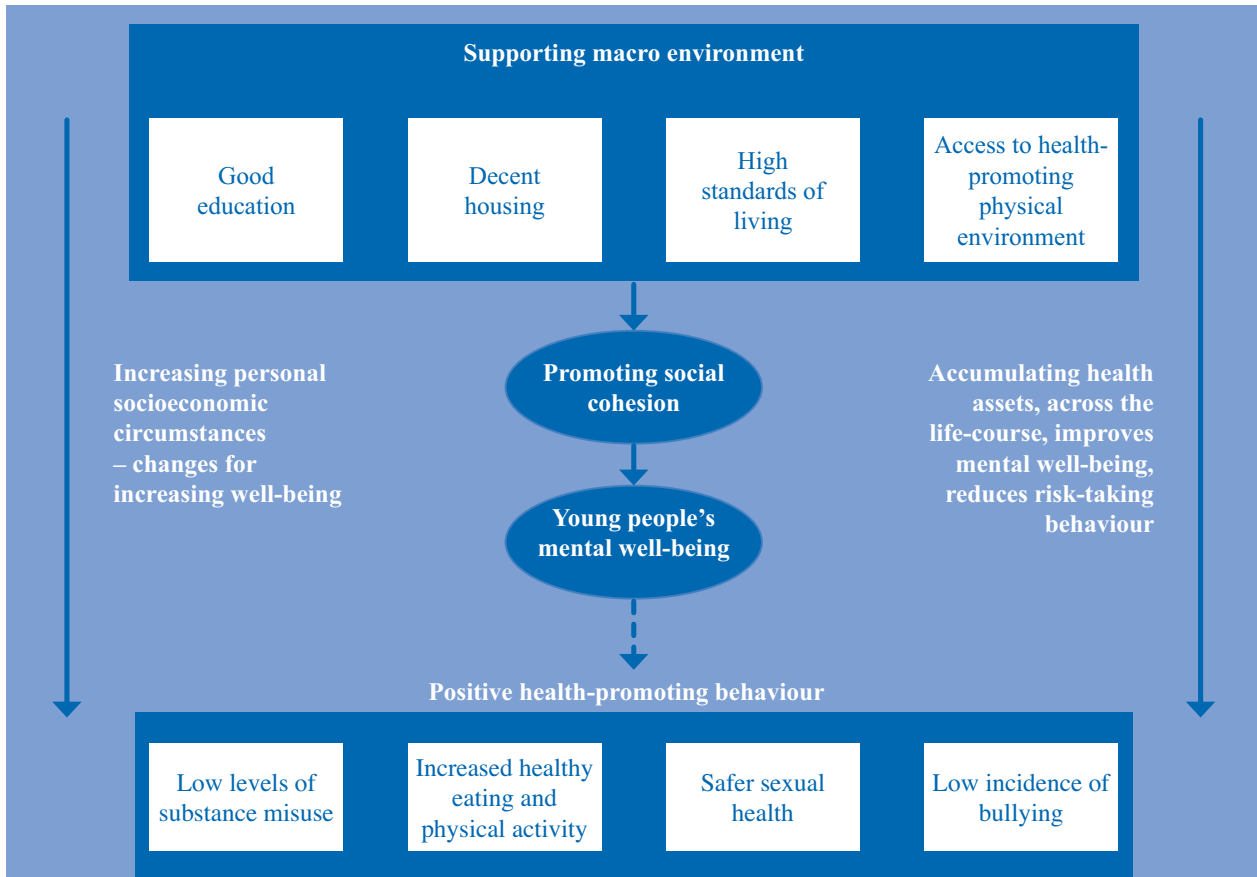 Supporting macro environment
Good
education
Decent
housing
High
standards of
living
Access to health-
promoting
physical
environment
Increasing personal
socioeconomic
circumstances
– changes for
increasing well-being
Promoting social
cohesion
Young people’s
mental well-being
Accumulating health
assets, across the
life-course, improves
mental well-being,
reduces risk-taking
behaviour
Positive health-promoting behaviour
Low levels of
substance misuse
Increased healthy
eating and
physical activity
Safer sexual
health
Low incidence of
bullying